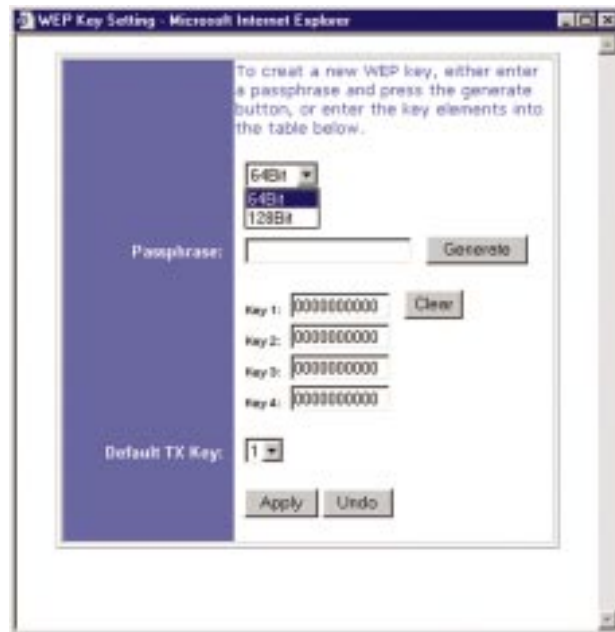 WEP Key Setting - Microsoft Internet Explorer
To creat a new WEP key, either enter
a passphrase and press the generate
button, or enter the key elements into
the table below.
64Bit
64Bit
128Bit
Passphrase:
Generate
Key 1: 0000000000
Clear
Key 2: 0000000000
Key 3: 0000000000
Key 4: 0000000000
Default TX Key: 1
Apply Undo